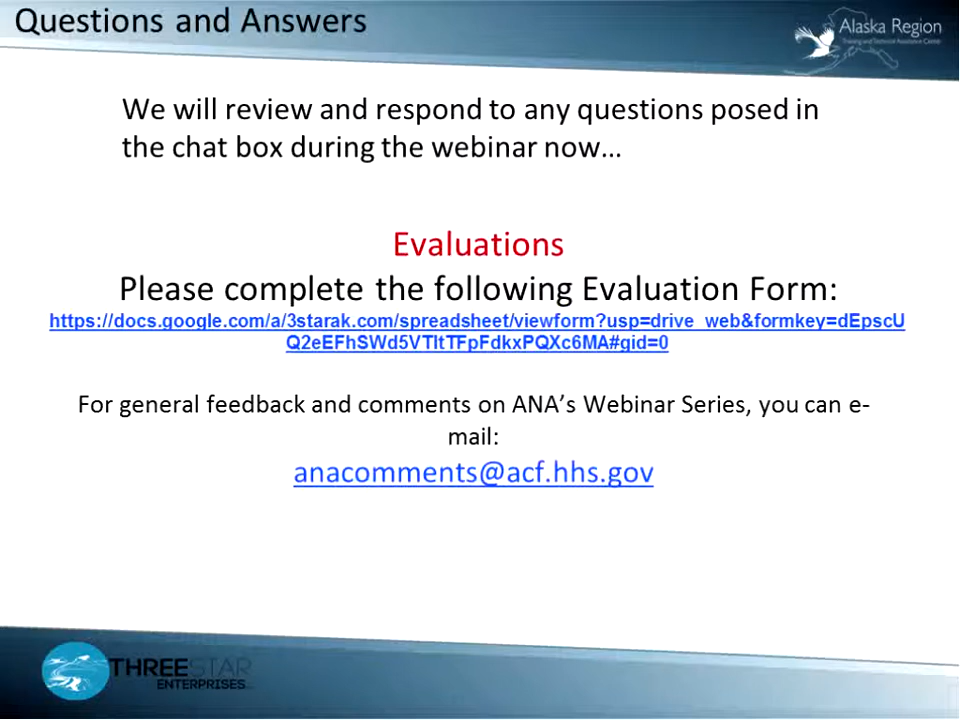 Questions and Answers
Alaska Region
Training and Technical Assistance Center
We will review and respond to any questions posed in
the chat box during the webinar now…
Evaluations
Please complete the following Evaluation Form:
https://docs.google.com/a/3starak.com/spreadsheet/viewform?usp=drive_web&formkey=dEpscU
Q2eEFhSWd5VTltTFpFdkxPQXc6MA#gid=0
For general feedback and comments on ANA’s Webinar Series, you can e-
mail:
anacomments@acf.hhs.gov
THREESTAR
ENTERPRISES